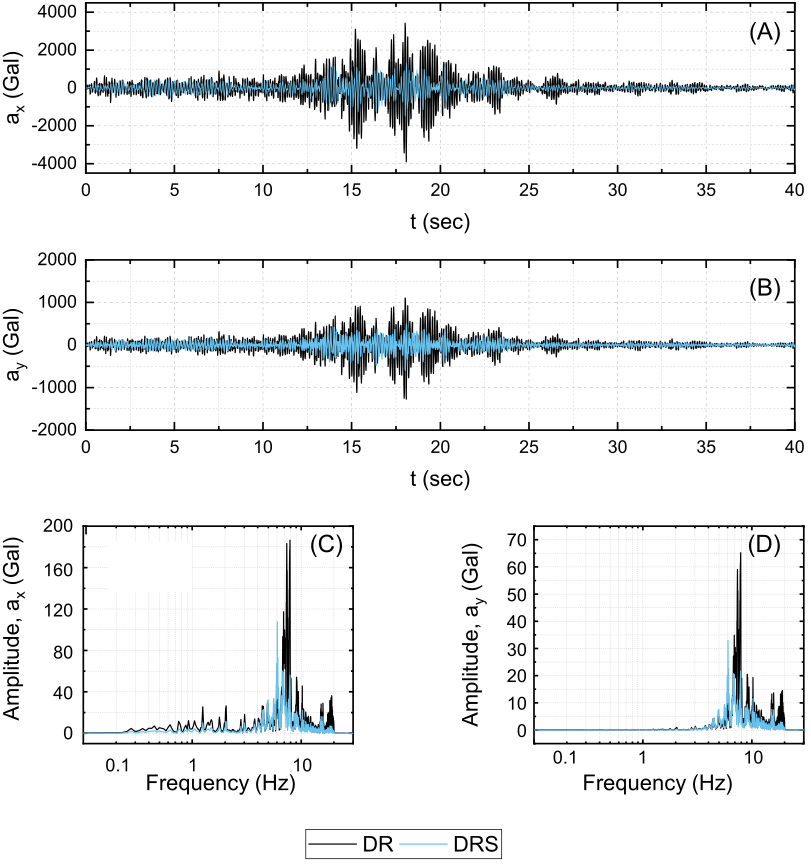 4000
2000
0
-2000
-4000
a_x (Gal)
(A)
0 5 10 15 20 25 30 35 40
t (sec)
2000
1000
0
-1000
-2000
a_y (Gal)
(B)
0 5 10 15 20 25 30 35 40
t (sec)
200
160
120
80
40
0
Amplitude, a_x (Gal)
(C)
0.1 1 10
Frequency (Hz)
70
60
50
40
30
20
10
0
Amplitude, a_y (Gal)
(D)
0.1 1 10
Frequency (Hz)
DR DRS